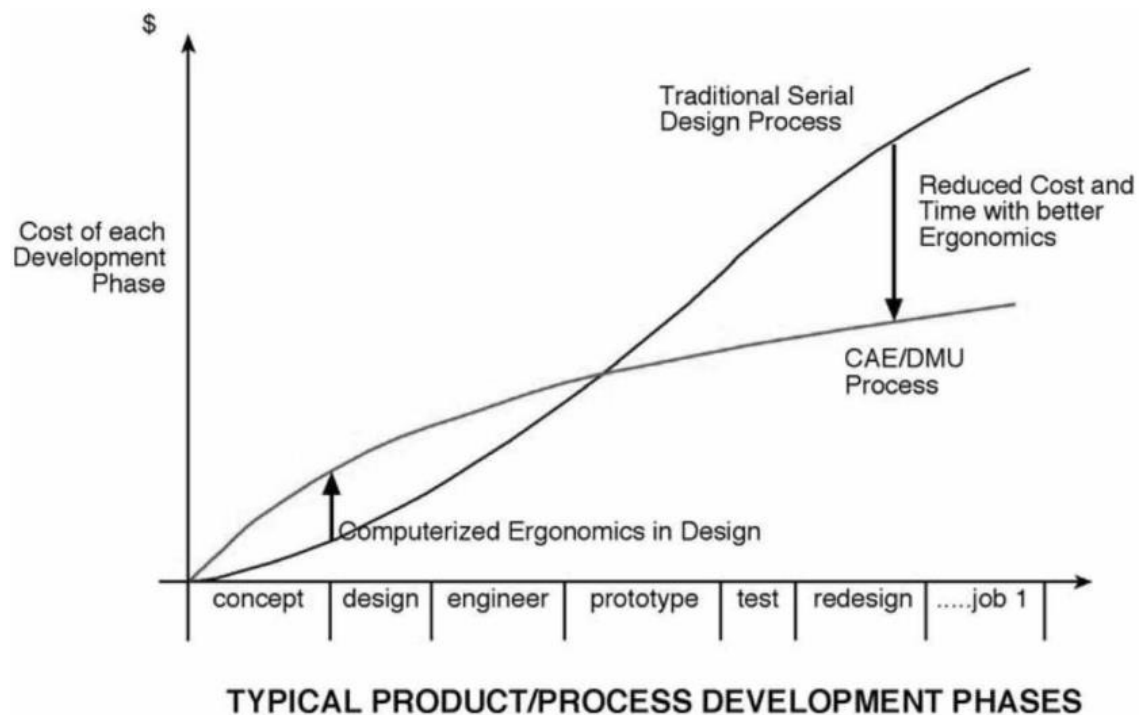 $
Traditional Serial
Design Process
Reduced Cost and
Time with better
Ergonomics
Cost of each
Development
Phase
CAE/DMU
Process
Computerized Ergonomics in Design
concept
design
engineer
prototype
test
redesign
.....job 1
TYPICAL PRODUCT/PROCESS DEVELOPMENT PHASES